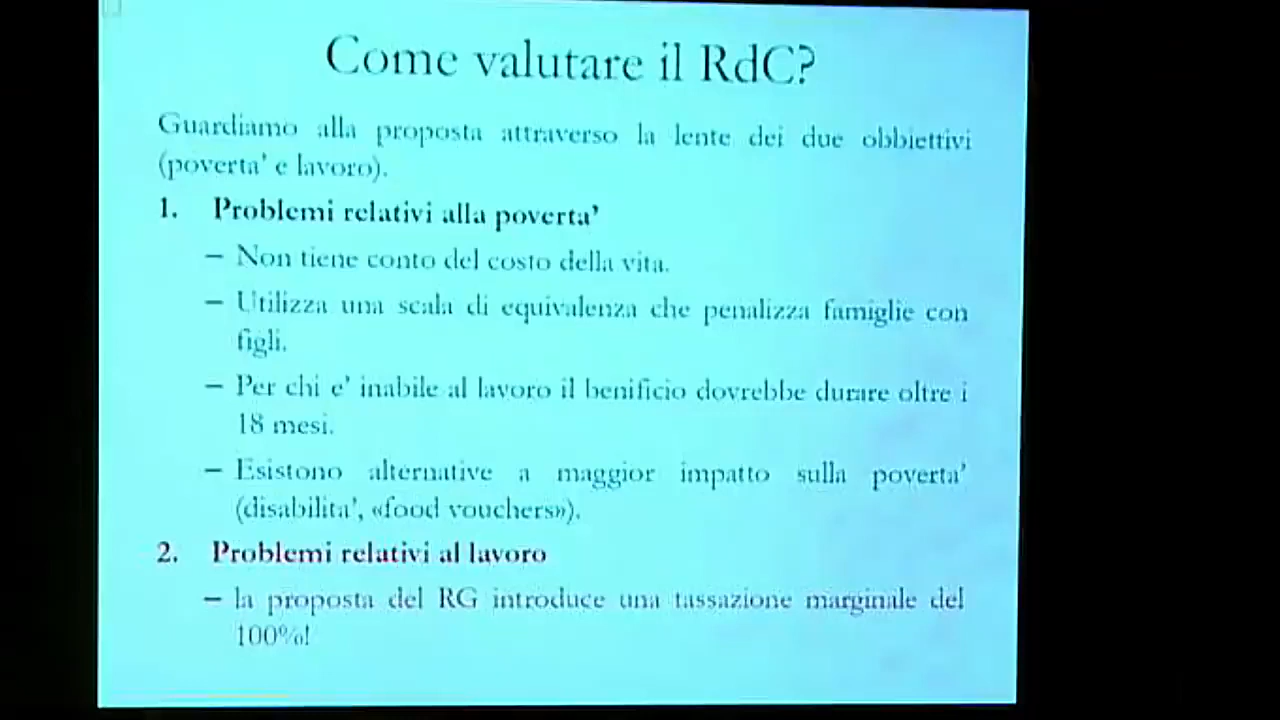 Come valutare il RdC?
Guardiamo alla proposta attraverso la lente dei due obbiettivi
(poverta' e lavoro).
1. Problemi relativi alla poverta'
– Non tiene conto del costo della vita.
– Utilizza una scala di equivalenza che penalizza famiglie con
figli.
– Per chi e' inabile al lavoro il benificio dovrebbe durare oltre i
18 mesi.
– Esistono alternative a maggior impatto sulla poverta'
(disabilita', «food vouchers»).
2. Problemi relativi al lavoro
– la proposta del RG introduce una tassazione marginale del
100%!